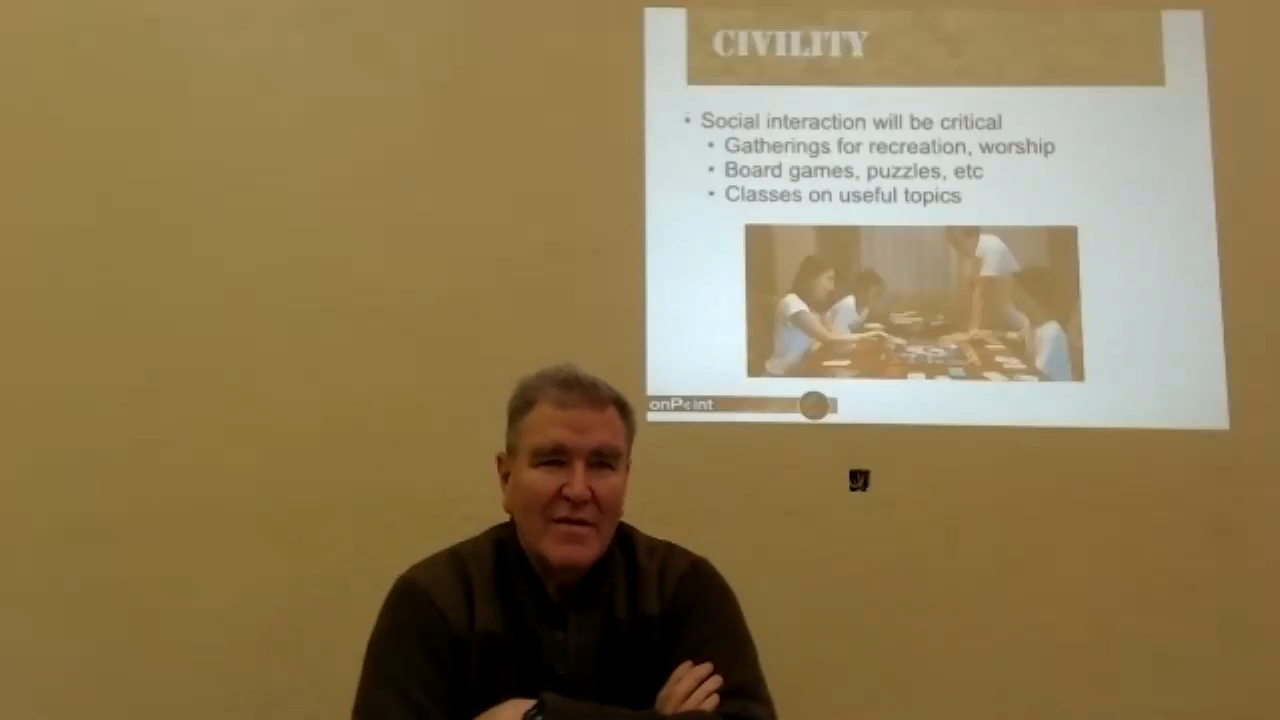 CIVILITY
• Social interaction will be critical
• Gatherings for recreation, worship
• Board games, puzzles, etc
• Classes on useful topics
onPoint